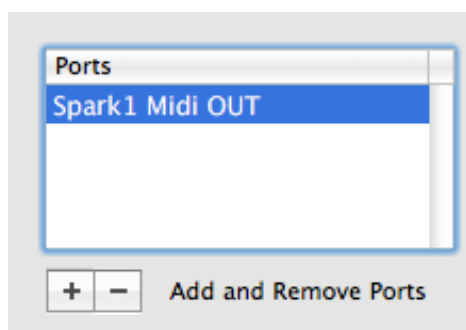 Ports
Spark1 Midi OUT
+ − Add and Remove Ports